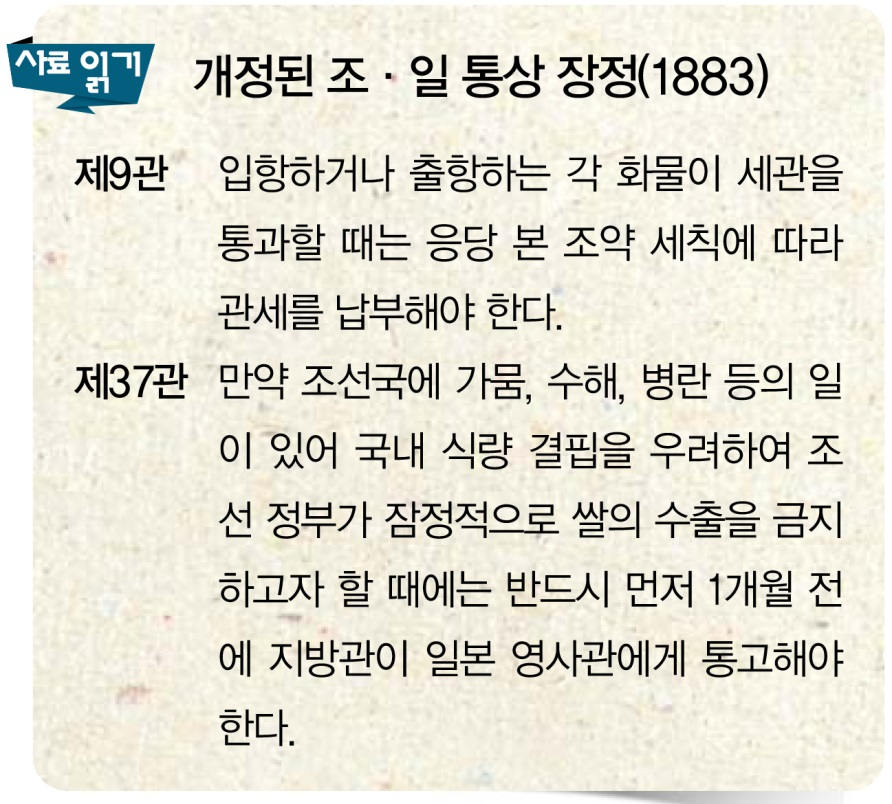 사료 읽기
개정된 조·일 통상 장정(1883)
제9관 입항하거나 출항하는 각 화물이 세관을
통과할 때는 응당 본 조약 세칙에 따라
관세를 납부해야 한다.
제37관 만약 조선국에 가뭄, 수해, 병란 등의 일
이 있어 국내 식량 결핍을 우려하여 조
선 정부가 잠정적으로 쌀의 수출을 금지
하고자 할 때에는 반드시 먼저 1개월 전
에 지방관이 일본 영사관에게 통고해야
한다.